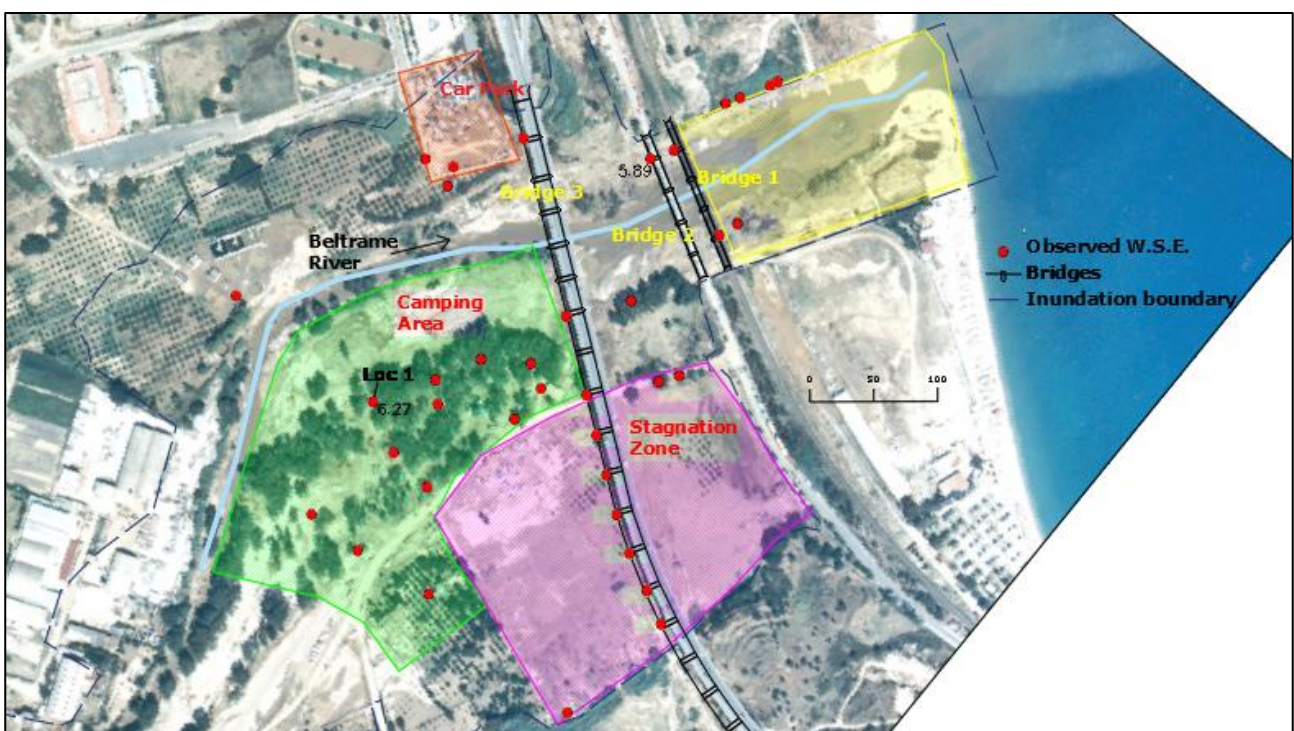 Car Park
5.89
Bridge 1
Bridge 3
Bridge 2
Beltrame
River
Observed W.S.E.
Bridges
Inundation boundary
Camping
Area
Loc 1
6.27
0 50 100
Stagnation
Zone